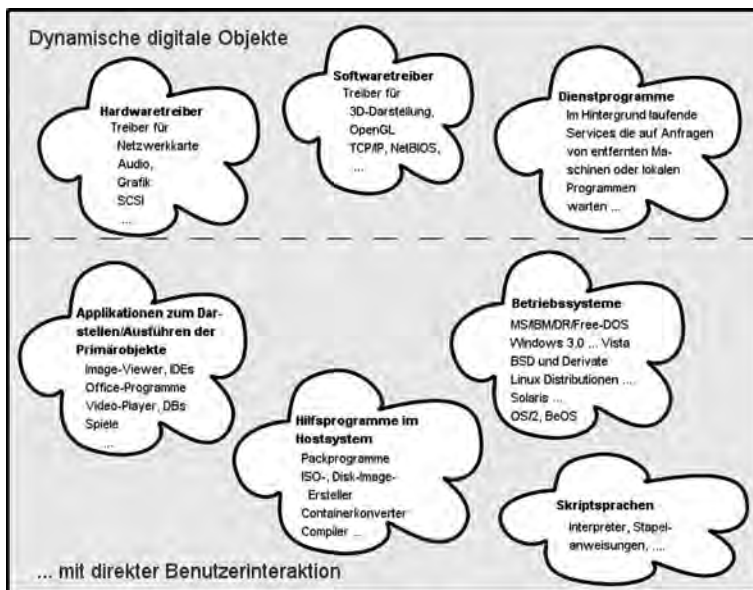 Dynamische digitale Objekte
Hardwaretreiber
Treiber für
Netzwerkkarte
Audio,
Grafik
SCSI
...
Softwaretreiber
Treiber für
3D-Darstellung,
OpenGL
TCP/IP, NetBIOS,
...
Dienstprogramme
Im Hintergrund laufende
Services die auf Anfragen
von entfernten Ma-
schinen oder lokalen
Programmen
warten ...
Applikationen zum Dar-
stellen/Ausführen der
Primärobjekte
Image-Viewer, IDEs
Office-Programme
Video-Player, DBs
Spiele
...
Hilfsprogramme im
Hostsystem
Packprogramme
ISO-, Disk-Image-
Ersteller
Containerkonverter
Compiler ...
Betriebssysteme
MS/IBM/DR/Free-DOS
Windows 3.0 ... Vista
BSD und Derivate
Linux Distributionen ...
Solaris ...
OS/2, BeOS
Skriptsprachen
Interpreter, Stapel-
anweisungen, ....
... mit direkter Benutzerinteraktion